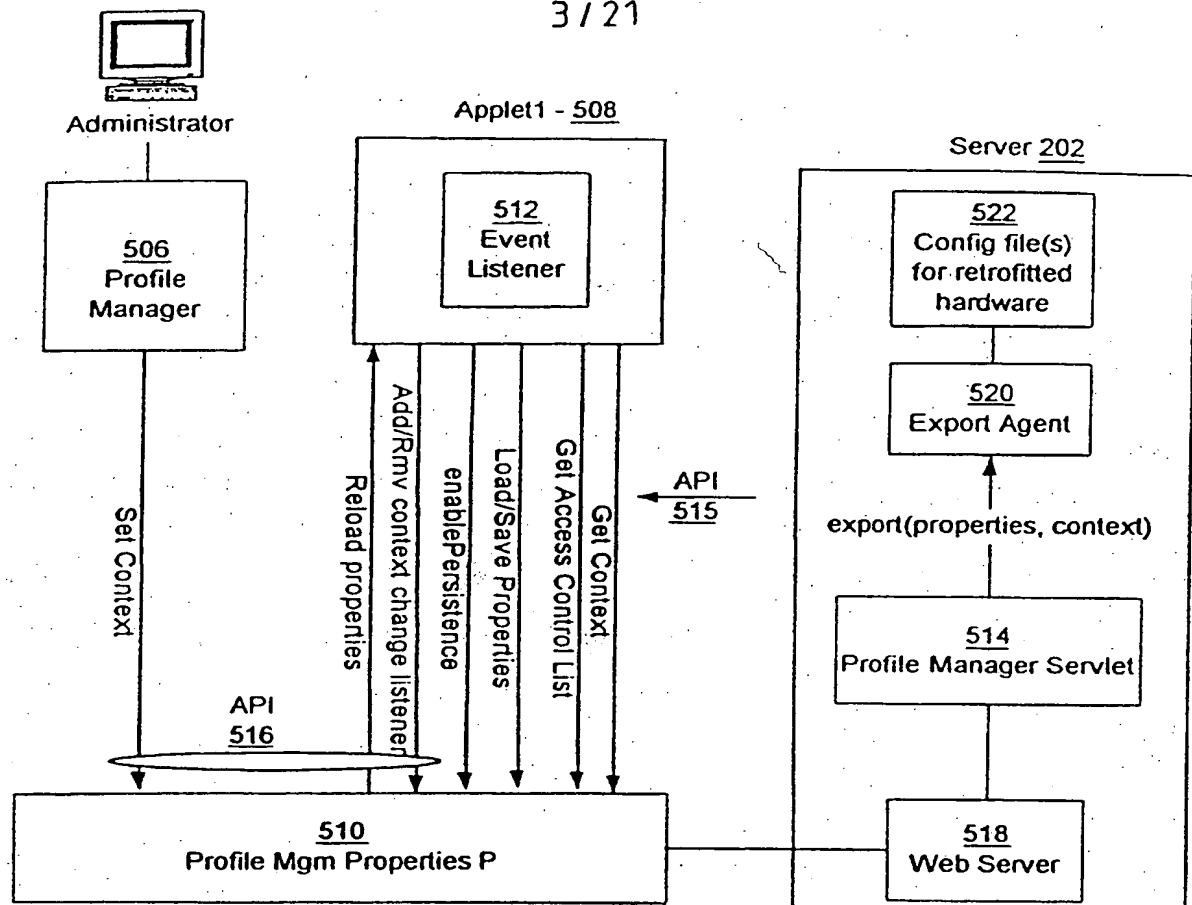 3/21
Administrator
Applet1 - 508
Server 202
506
Profile
Manager
512
Event
Listener
522
Config file(s)
for retrofitted
hardware
520
Export Agent
Set Context
Reload properties
Add/Rmv context change listener
enablePersistence
Load/Save Properties
Get Access Control List
Get Context
API
515
export(properties, context)
514
Profile Manager Servlet
API
516
510
Profile Mgm Properties P
518
Web Server